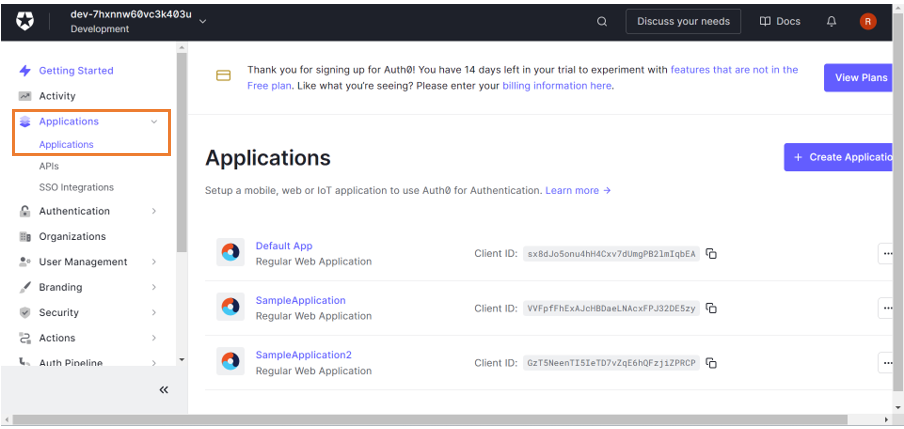 dev-7hxnnw60vc3k403u
Development
Discuss your needs
Docs
R
Getting Started
Activity
Applications
Applications
APIs
SSO Integrations
Authentication
Organizations
User Management
Branding
Security
Actions
Auth Pipeline
Thank you for signing up for Auth0! You have 14 days left in your trial to experiment with features that are not in the
Free plan. Like what you're seeing? Please enter your billing information here.
View Plans
Applications
+ Create Applicatio
Setup a mobile, web or IoT application to use Auth0 for Authentication. Learn more →
Default App
Regular Web Application
Client ID: sx8dJo5onu4hH4Cxv7dUmgPB2lmIqbEA
SampleApplication
Regular Web Application
Client ID: VVFpfFhExAJcHBDaeLNAcxFPJ32DE5zy
SampleApplication2
Regular Web Application
Client ID: GzT5NeenTI5IeTD7vZqE6hQFzjiZPRCP